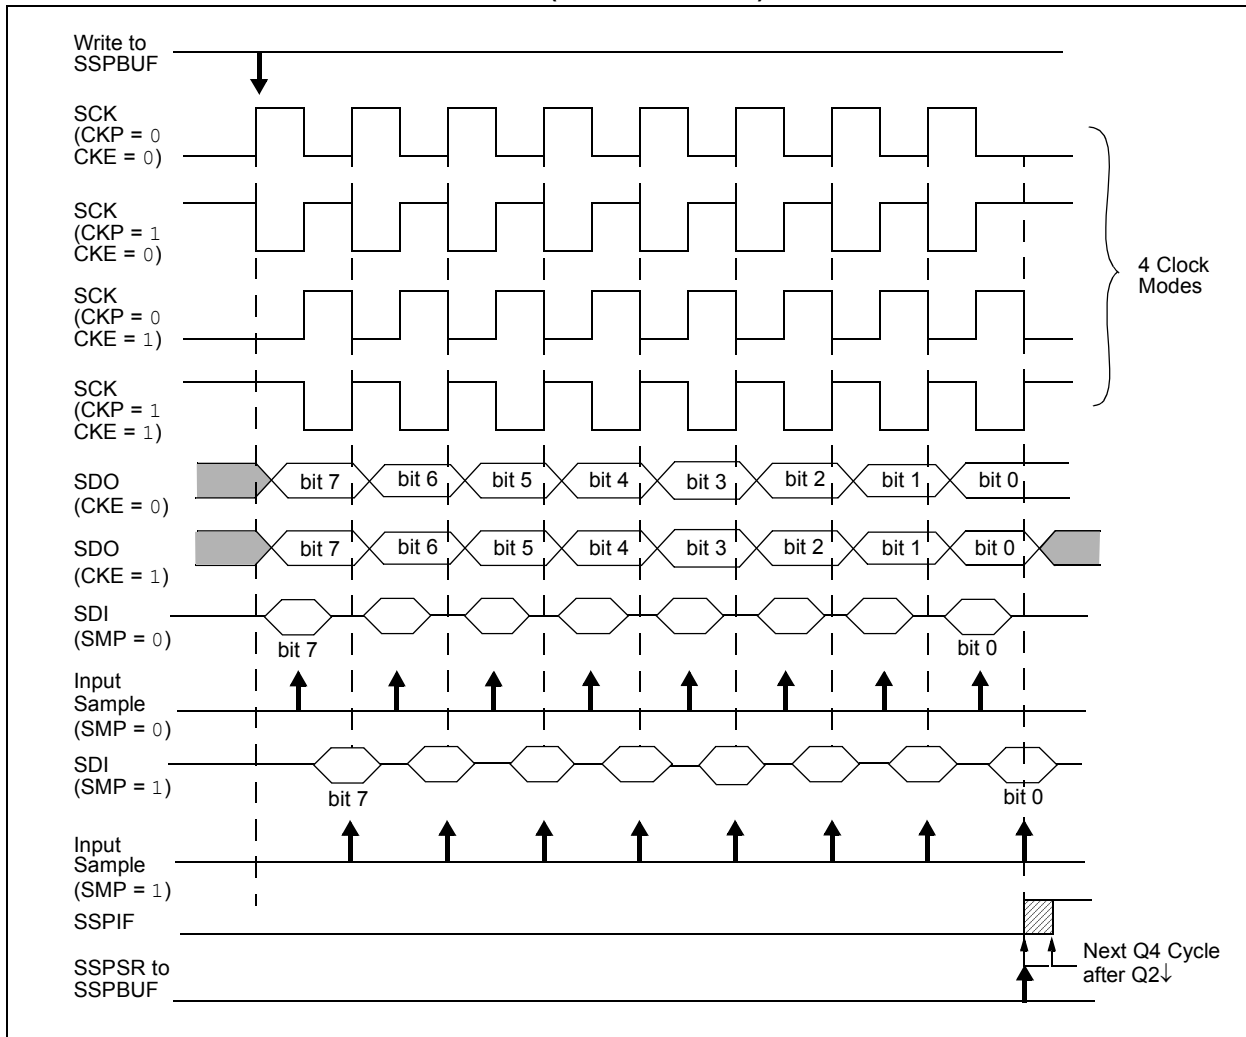 Write to
SSPBUF
SCK
(CKP = 0
CKE = 0)
SCK
(CKP = 1
CKE = 0)
SCK
(CKP = 0
CKE = 1)
SCK
(CKP = 1
CKE = 1)
4 Clock
Modes
SDO
(CKE = 0)
bit 7 bit 6 bit 5 bit 4 bit 3 bit 2 bit 1 bit 0
SDO
(CKE = 1)
bit 7 bit 6 bit 5 bit 4 bit 3 bit 2 bit 1 bit 0
SDI
(SMP = 0)
bit 7 bit 0
Input
Sample
(SMP = 0)
SDI
(SMP = 1)
bit 7 bit 0
Input
Sample
(SMP = 1)
SSPIF
Next Q4 Cycle
after Q2↓
SSPSR to
SSPBUF